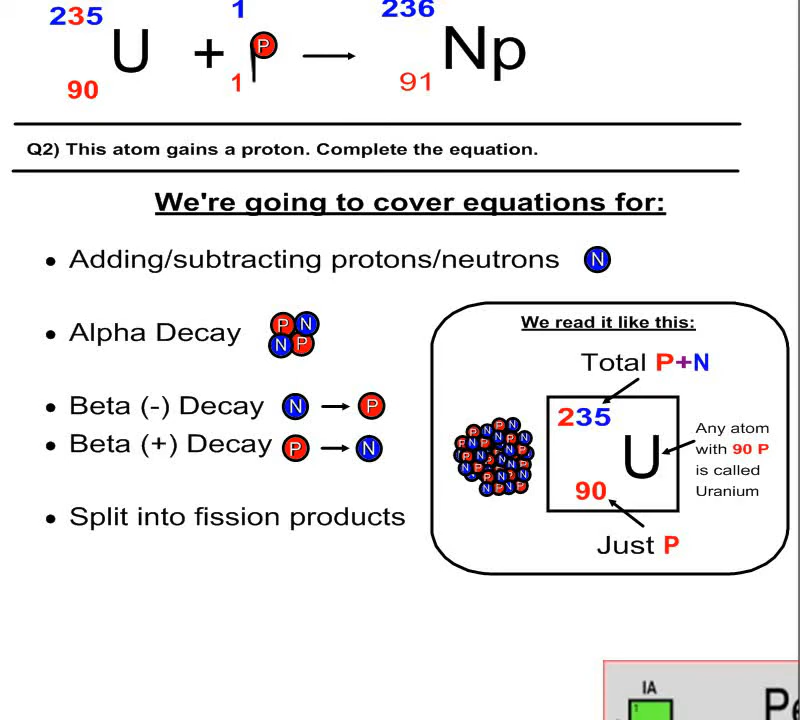 235 1 236
U + P → Np
90 1 91
Q2) This atom gains a proton. Complete the equation.
We're going to cover equations for:
• Adding/subtracting protons/neutrons N
• Alpha Decay P N N P
• Beta (-) Decay N → P
• Beta (+) Decay P → N
• Split into fission products
We read it like this:
Total P+N
235
U
90
Just P
Any atom
with 90 P
is called
Uranium
IA
1